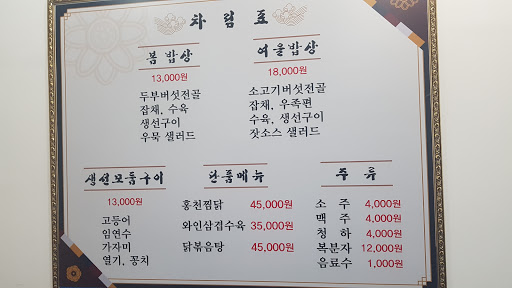 차림표
봄 밥상
13,000원
두부버섯전골
잡채, 수육
생선구이
우묵 샐러드
여울밥상
18,000원
소고기버섯전골
잡채, 우족편
수육, 생선구이
잣소스 샐러드
생선모듬구이
13,000원
고등어
임연수
가자미
열기, 꽁치
단품메뉴
홍천찜닭 45,000원
와인삼겹수육 35,000원
닭볶음탕 45,000원
주 류
소 주 4,000원
맥 주 4,000원
청 하 4,000원
복분자 12,000원
음료수 1,000원